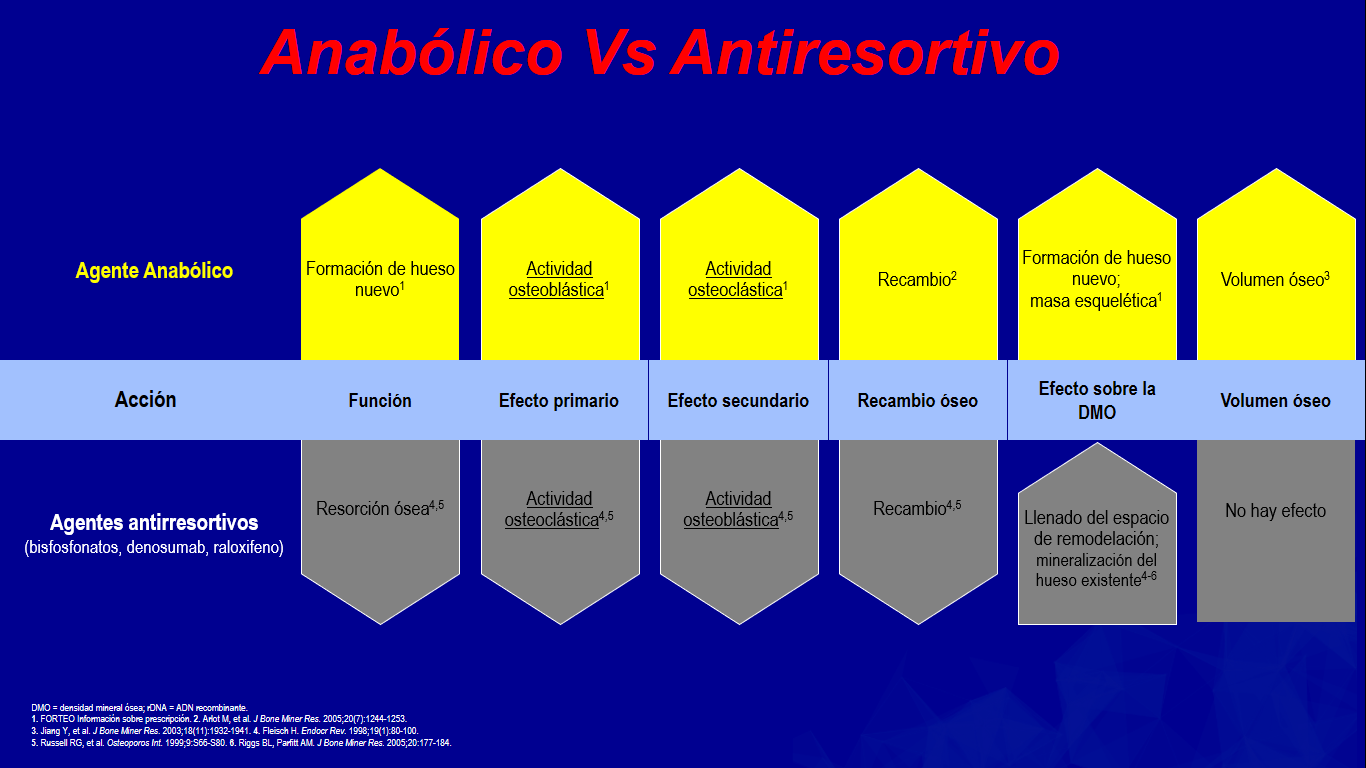 Anabólico Vs Antiresortivo
Agente Anabólico
Formación de hueso
nuevo1
Actividad
osteoblástica1
Actividad
osteoclástica1
Recambio2
Formación de hueso
nuevo;
masa esquelética1
Volumen óseo3
Acción
Función
Efecto primario
Efecto secundario
Recambio óseo
Efecto sobre la
DMO
Volumen óseo
Agentes antirresortivos
(bisfosfonatos, denosumab, raloxifeno)
Resorción ósea4,5
Actividad
osteoclástica4,5
Actividad
osteoblástica4,5
Recambio4,5
Llenado del espacio
de remodelación;
mineralización del
hueso existente4-6
No hay efecto
DMO = densidad mineral ósea; rDNA = ADN recombinante.
1. FORTEO Información sobre prescripción. 2. Arlot M, et al. J Bone Miner Res. 2005;20(7):1244-1253.
3. Jiang Y, et al. J Bone Miner Res. 2003;18(11):1932-1941. 4. Fleisch H. Endocr Rev. 1998;19(1):80-100.
5. Russell RG, et al. Osteoporos Int. 1999;9:S66-S80. 6. Riggs BL, Parfitt AM. J Bone Miner Res. 2005;20:177-184.